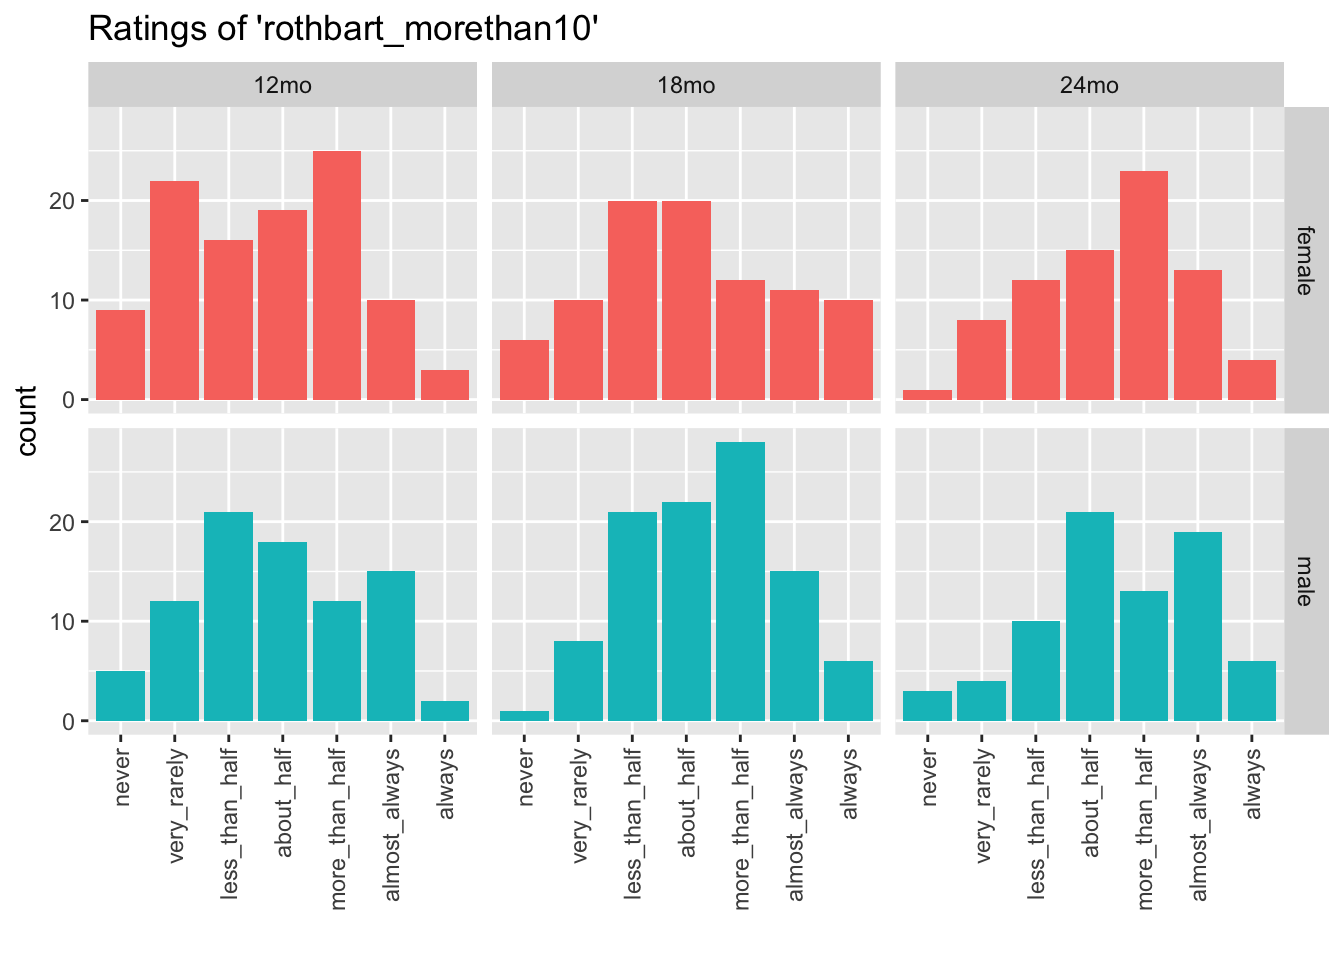 Ratings of 'rothbart_morethan10'
12mo 18mo 24mo
count
20
10
0
female
20
10
0
male
never very_rarely less_than_half about_half more_than_half almost_always always
never very_rarely less_than_half about_half more_than_half almost_always always
never very_rarely less_than_half about_half more_than_half almost_always always